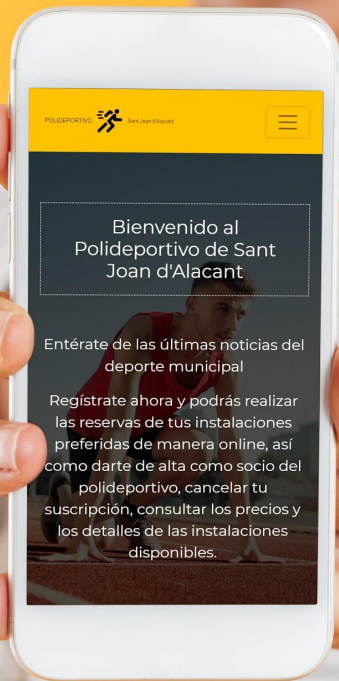 POLIDEPORTIVO Sant Joan d'Alacant
Bienvenido al
Polideportivo de Sant
Joan d'Alacant
Entérate de las últimas noticias del
deporte municipal
Regístrate ahora y podrás realizar
las reservas de tus instalaciones
preferidas de manera online, así
como darte de alta como socio del
polideportivo, cancelar tu
suscripción, consultar los precios y
los detalles de las instalaciones
disponibles.